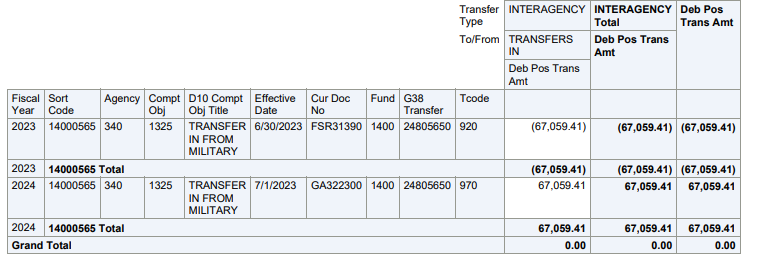 Transfer Type INTERAGENCY INTERAGENCY Total Deb Pos Trans Amt
To/From TRANSFERS IN Deb Pos Trans Amt
Deb Pos Trans Amt
Fiscal Year Sort Code Agency Compt Obj D10 Compt Obj Title Effective Date Cur Doc No Fund G38 Transfer Tcode
2023 14000565 340 1325 TRANSFER IN FROM MILITARY 6/30/2023 FSR31390 1400 24805650 920 (67,059.41) (67,059.41) (67,059.41)
2023 14000565 Total (67,059.41) (67,059.41) (67,059.41)
2024 14000565 340 1325 TRANSFER IN FROM MILITARY 7/1/2023 GA322300 1400 24805650 970 67,059.41 67,059.41 67,059.41
2024 14000565 Total 67,059.41 67,059.41 67,059.41
Grand Total 0.00 0.00 0.00